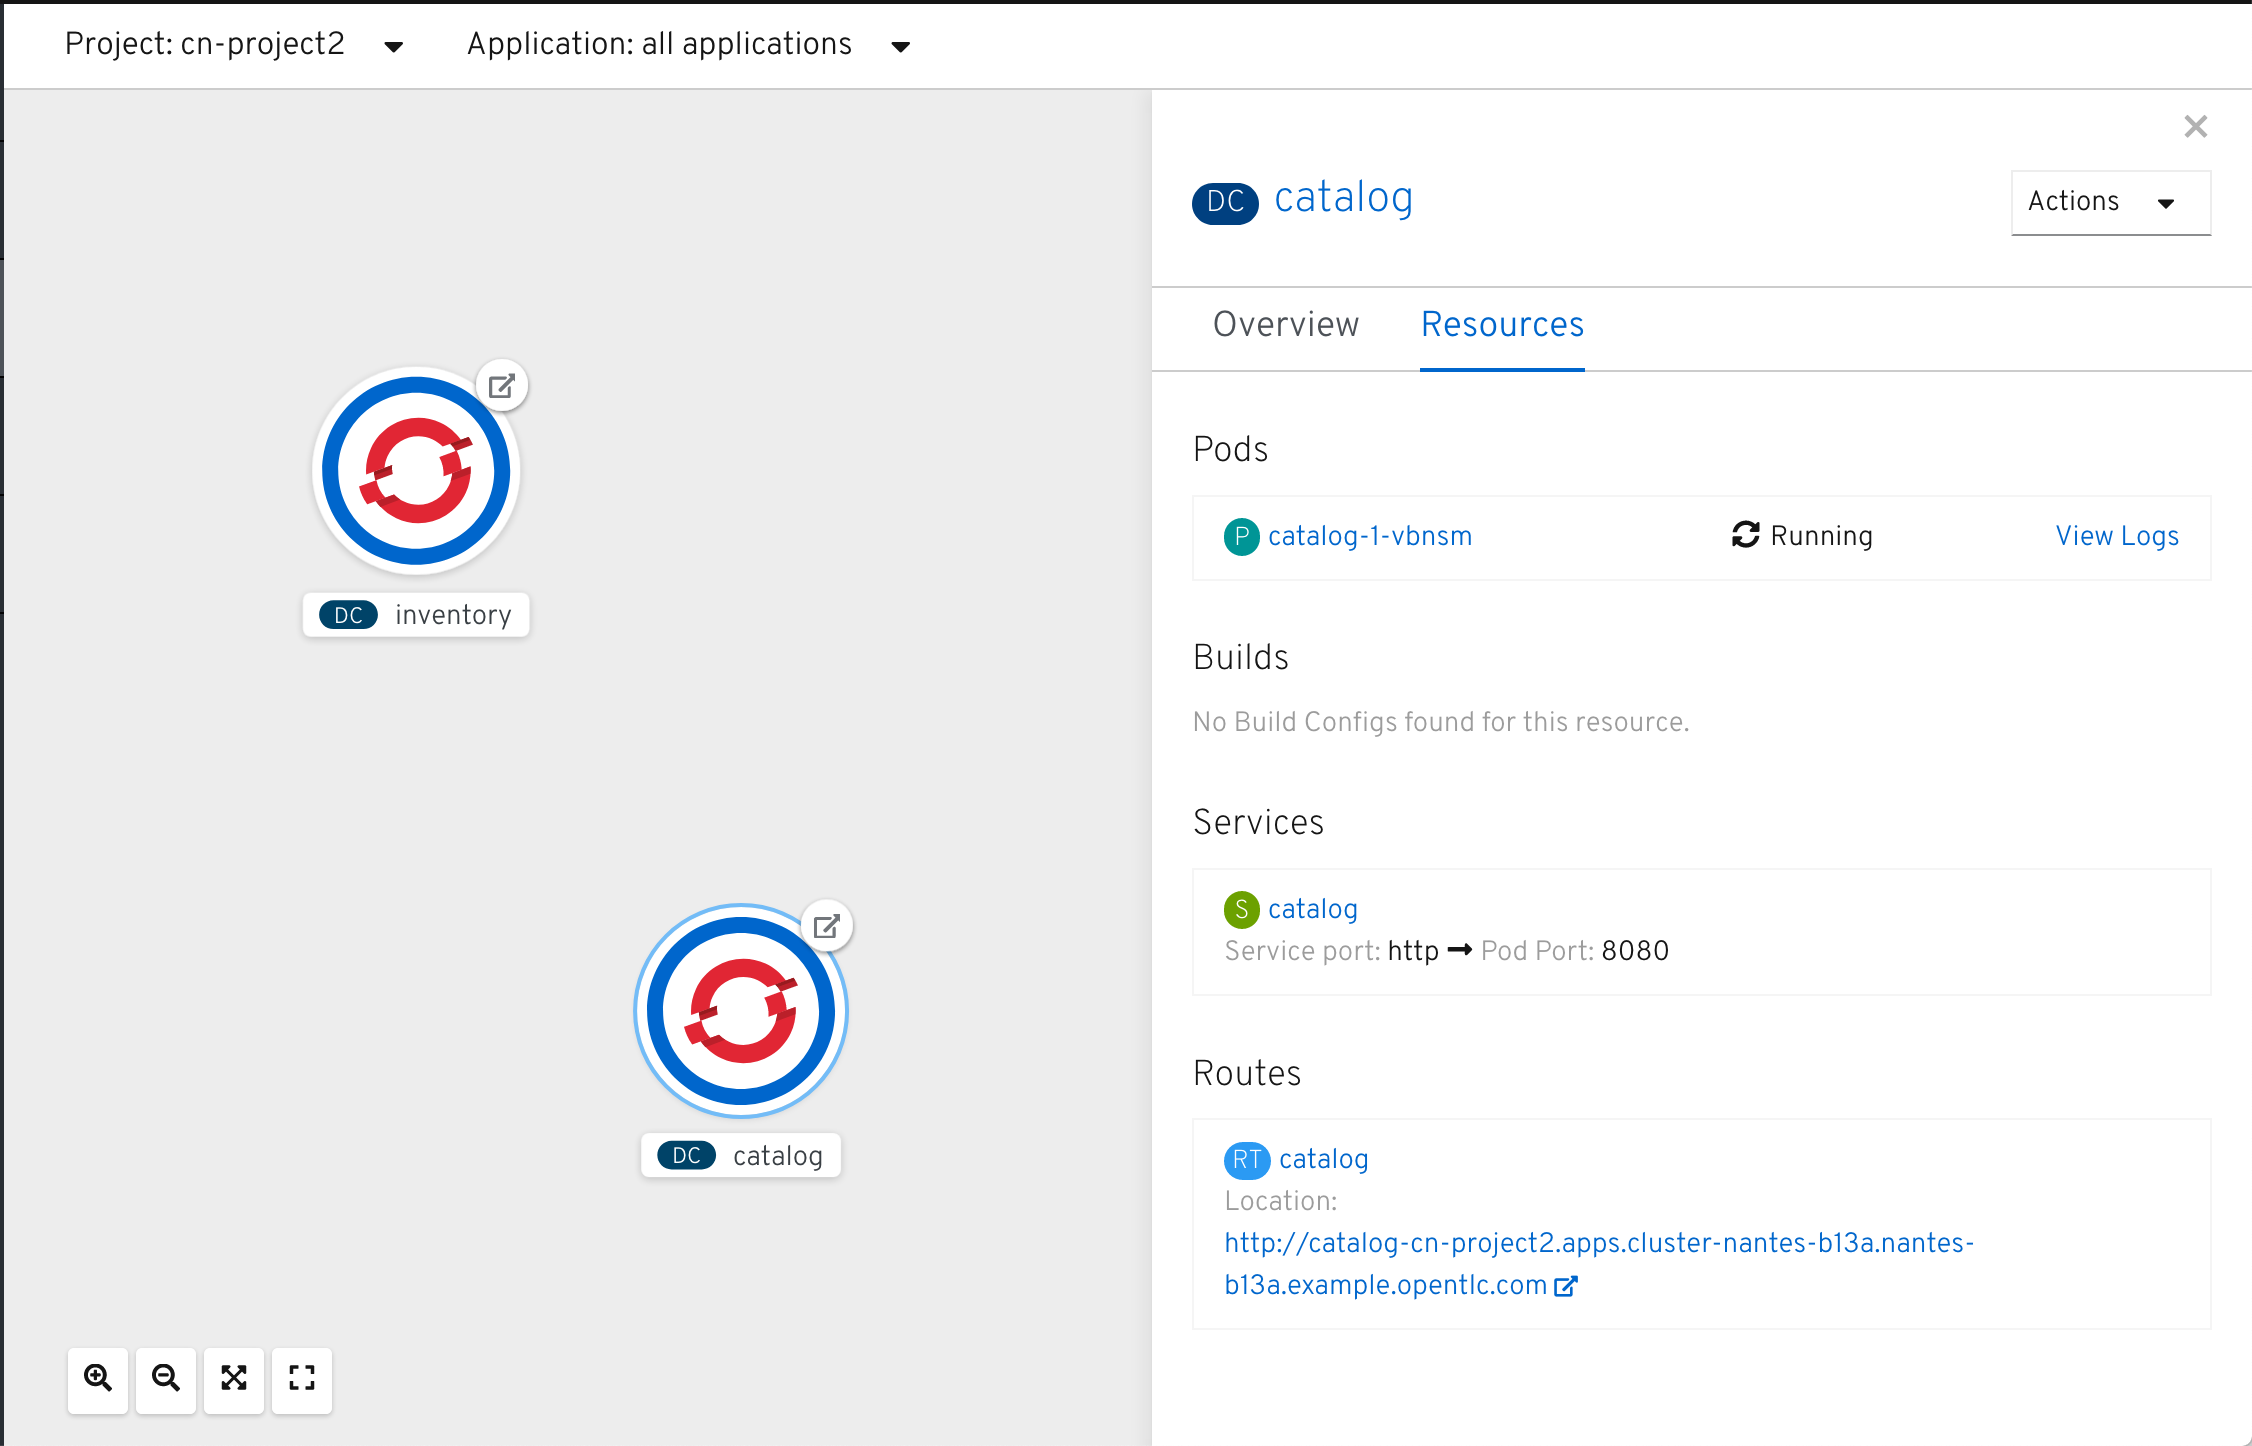 Project: cn-project2 Application: all applications
DC catalog
Actions
Overview Resources
Pods
P catalog-1-vbnsm Running View Logs
Builds
No Build Configs found for this resource.
Services
S catalog
Service port: http → Pod Port: 8080
Routes
RT catalog
Location:
http://catalog-cn-project2.apps.cluster-nantes-b13a.nantes-
b13a.example.opentlc.com
DC inventory
DC catalog